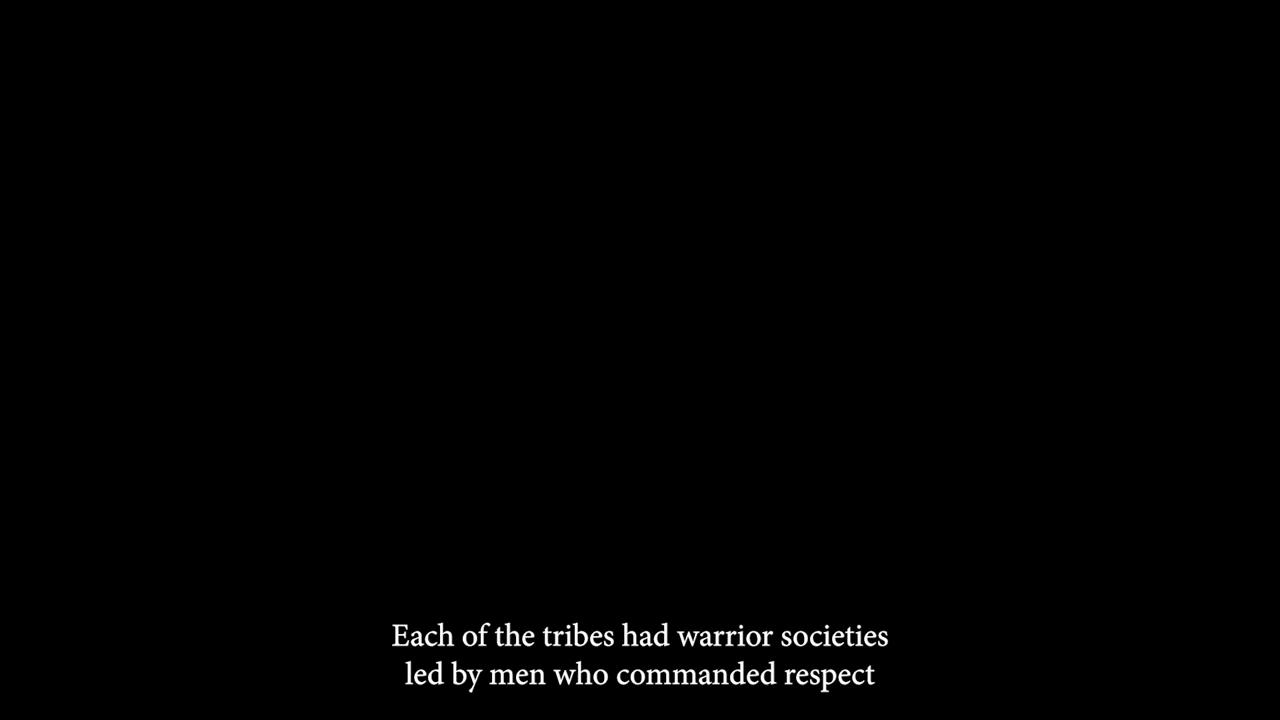 Each of the tribes had warrior societies
led by men who commanded respect